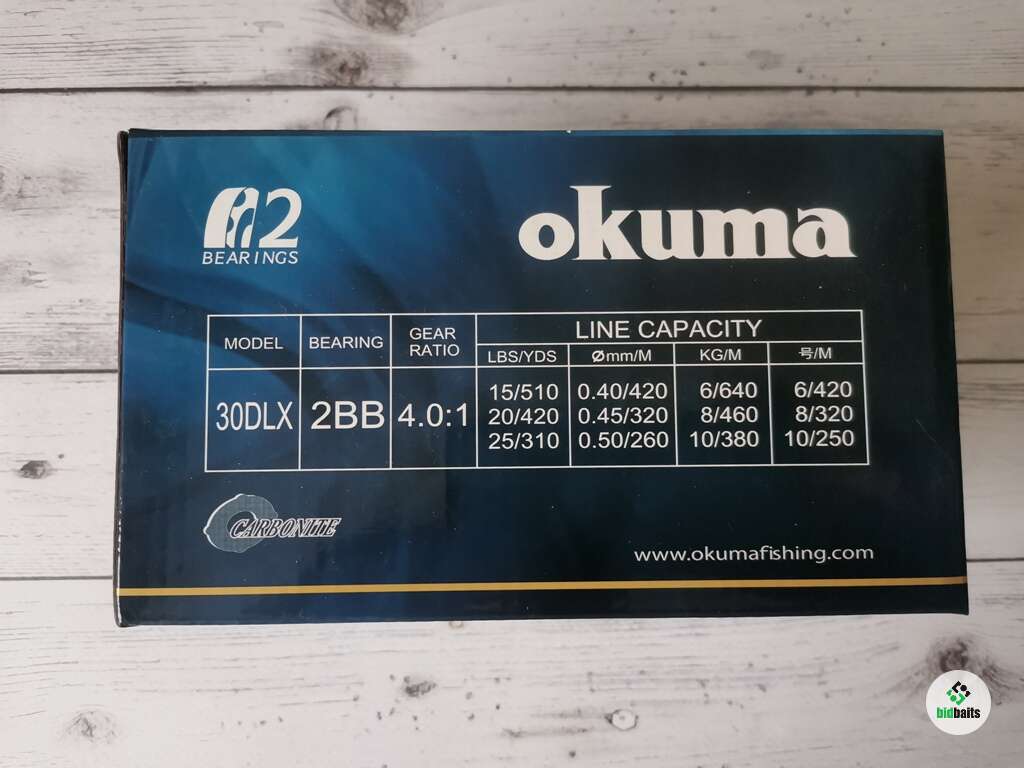 2
BEARINGS
okuma
MODEL BEARING GEAR RATIO LINE CAPACITY
LBS/YDS Ømm/M KG/M 号/M
30DLX 2BB 4.0:1
15/510 0.40/420 6/640 6/420
20/420 0.45/320 8/460 8/320
25/310 0.50/260 10/380 10/250
CARBONITE
www.okumafishing.com
bidbaits